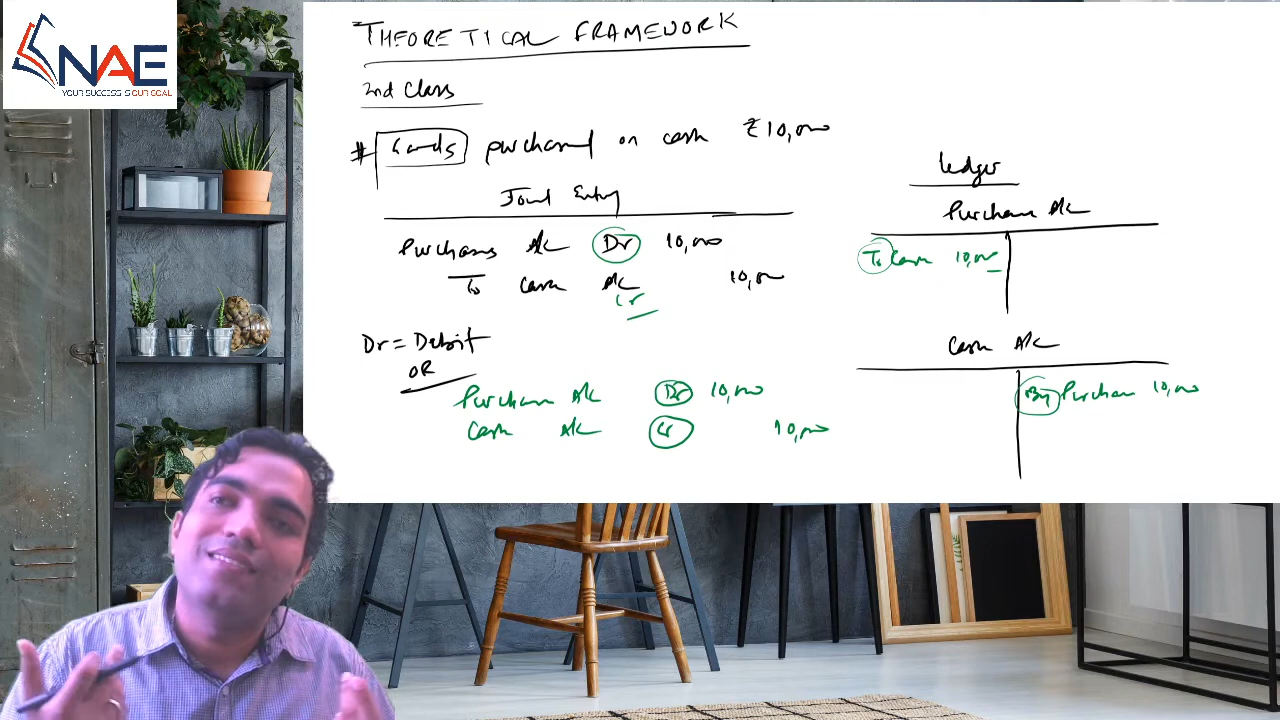 NAE
YOUR SUCCESS IS OUR GOAL
THEORETICAL FRAMEWORK
2nd Class
# Goods purchased on cash ₹10,000
Jounl Entry
Purchases A/c Dr 10,000
To Cash A/c 10,000
Cr
Dr = Debit
OR
Purchase A/c Dr 10,000
Cash A/c Cr 10,000
Ledger
Purchase A/c
To Cash 10,000
Cash A/c
By Purchase 10,000